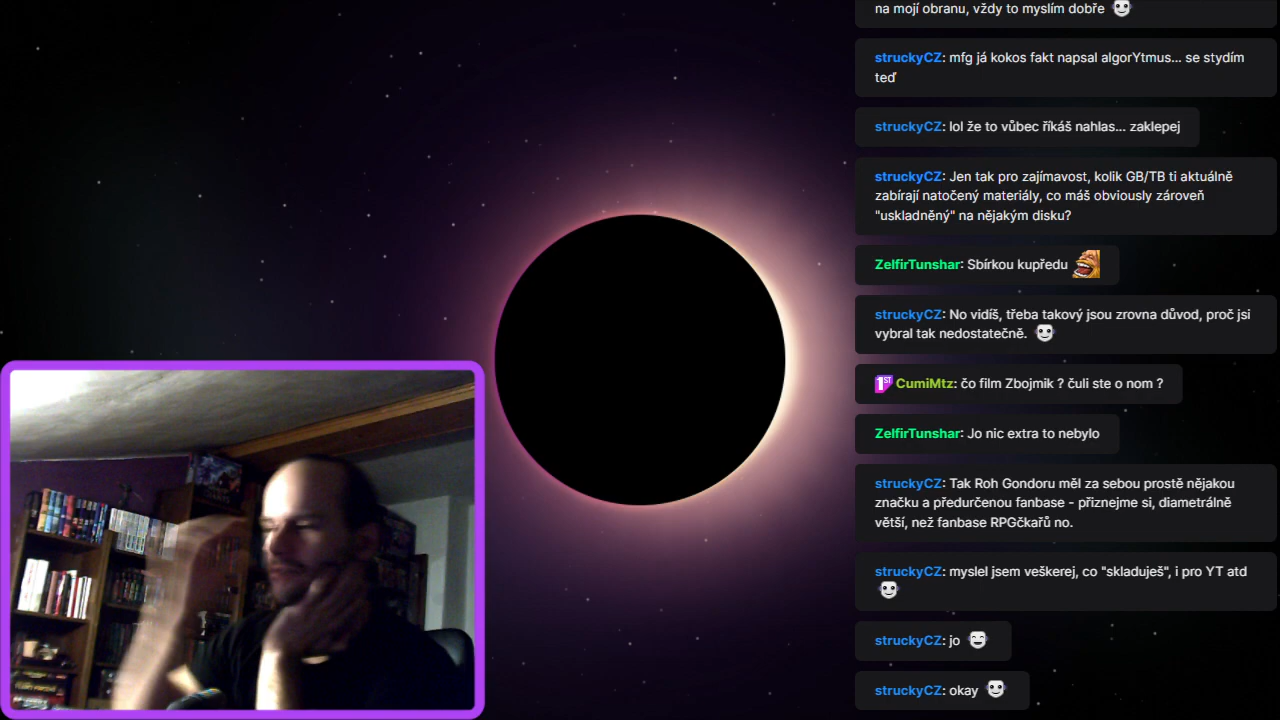 na mojí obranu, vždy to myslím dobře
struckyCZ: mfg já kokos fakt napsal algorYtmus... se stydím
teď
struckyCZ: lol že to vůbec říkáš nahlas... zaklepej
struckyCZ: Jen tak pro zajímavost, kolik GB/TB ti aktuálně
zabírají natočený materiály, co máš obviously zároveň
"uskladněný" na nějakým disku?
ZelfirTunshar: Sbírkou kupředu
struckyCZ: No vidíš, třeba takový jsou zrovna důvod, proč jsi
vybral tak nedostatečně.
1ST CumiMtz: čo film Zbojmik ? čuli ste o nom ?
ZelfirTunshar: Jo nic extra to nebylo
struckyCZ: Tak Roh Gondoru měl za sebou prostě nějakou
značku a předurčenou fanbase - přiznejme si, diametrálně
větší, než fanbase RPGčkařů no.
struckyCZ: myslel jsem veškerej, co "skladuješ", i pro YT atd
struckyCZ: jo
struckyCZ: okay